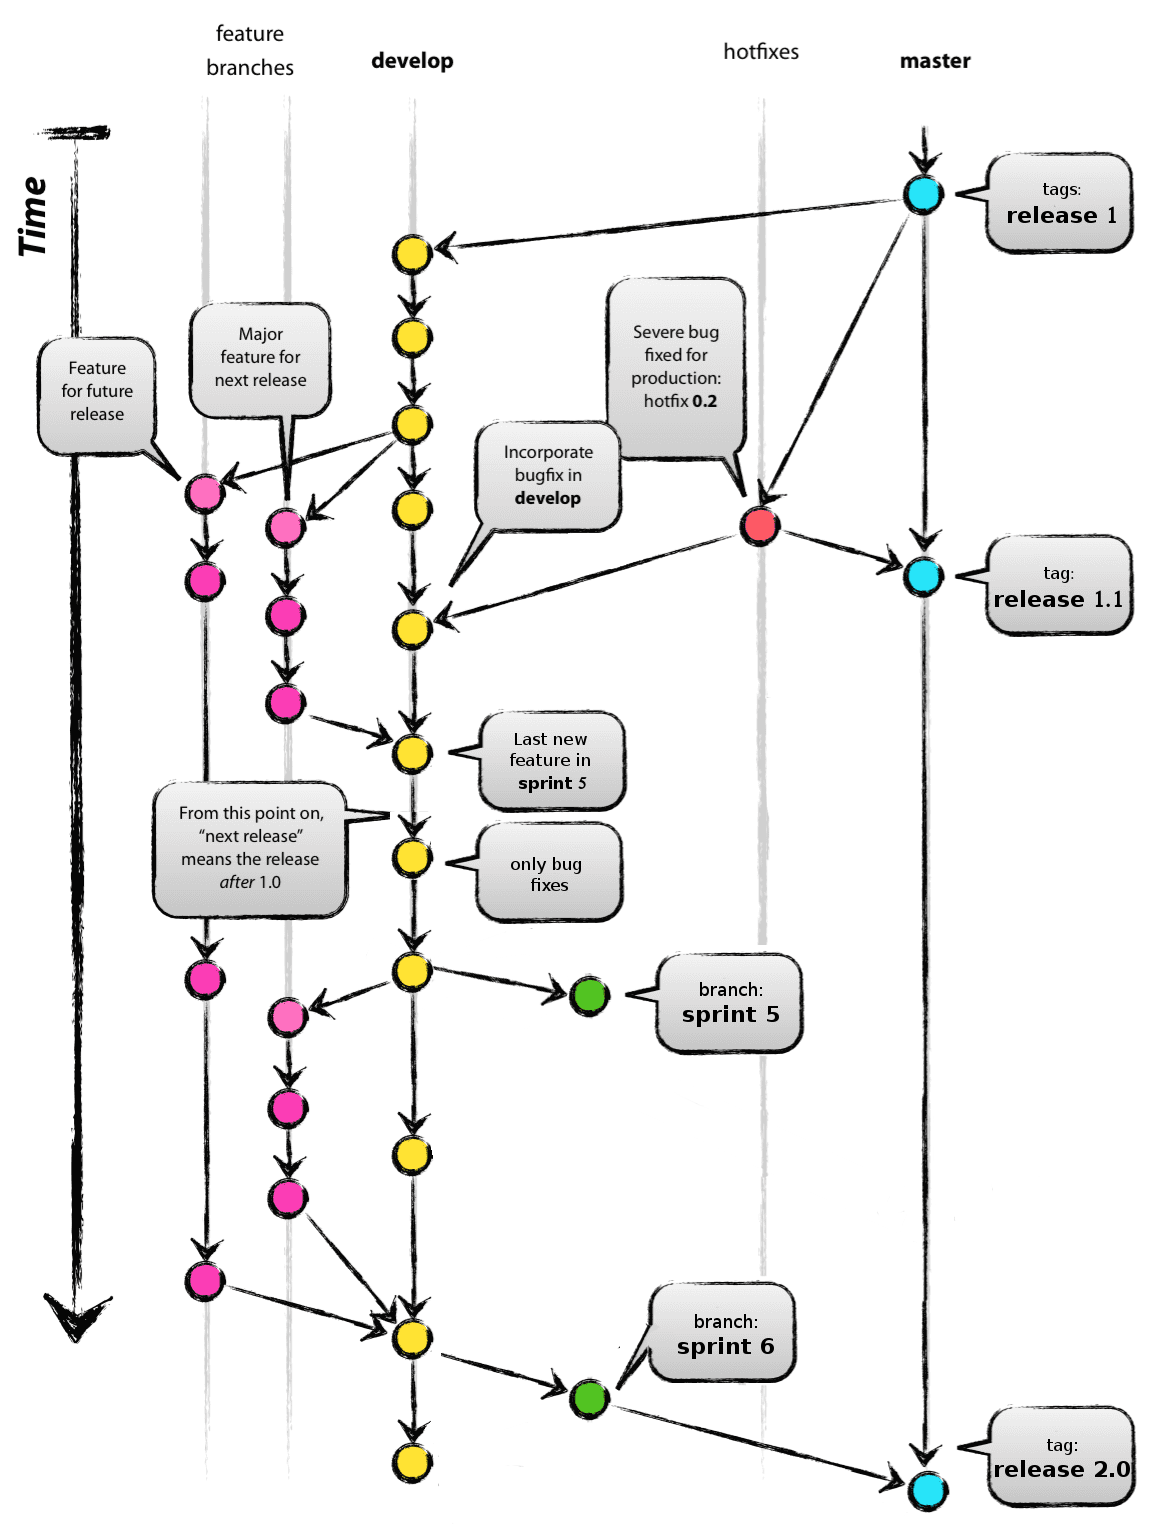 feature
branches
develop
hotfixes
master
Time
tags:
release 1
Major
feature for
next release
Feature
for future
release
Severe bug
fixed for
production:
hotfix 0.2
Incorporate
bugfix in
develop
tag:
release 1.1
Last new
feature in
sprint 5
From this point on,
“next release”
means the release
after 1.0
only bug
fixes
branch:
sprint 5
branch:
sprint 6
tag:
release 2.0